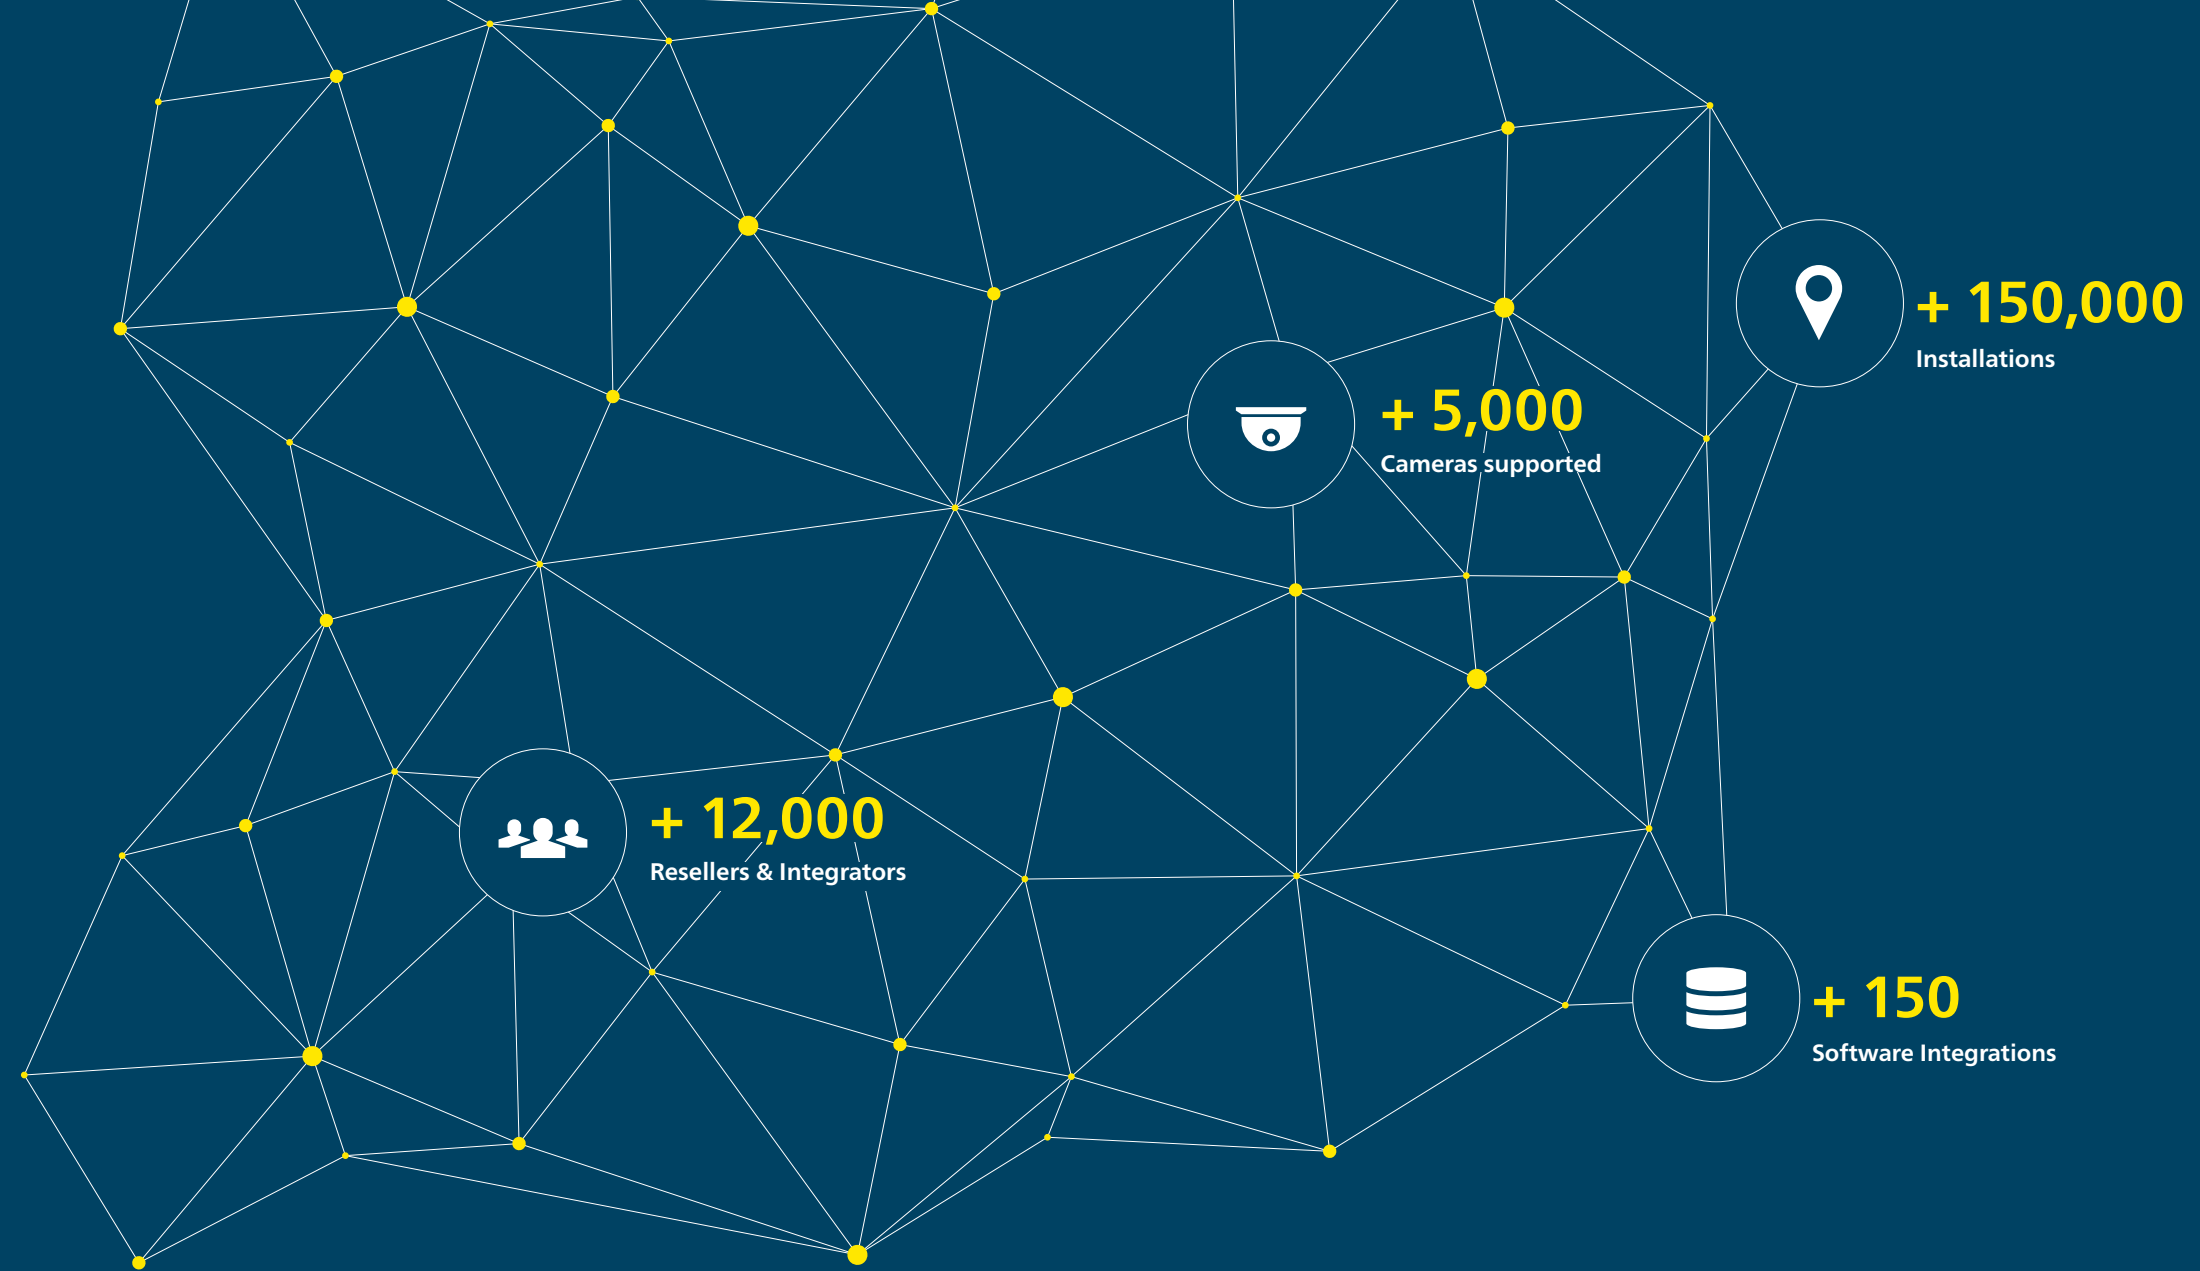 + 150,000
Installations
+ 5,000
Cameras supported
+ 12,000
Resellers & Integrators
+ 150
Software Integrations